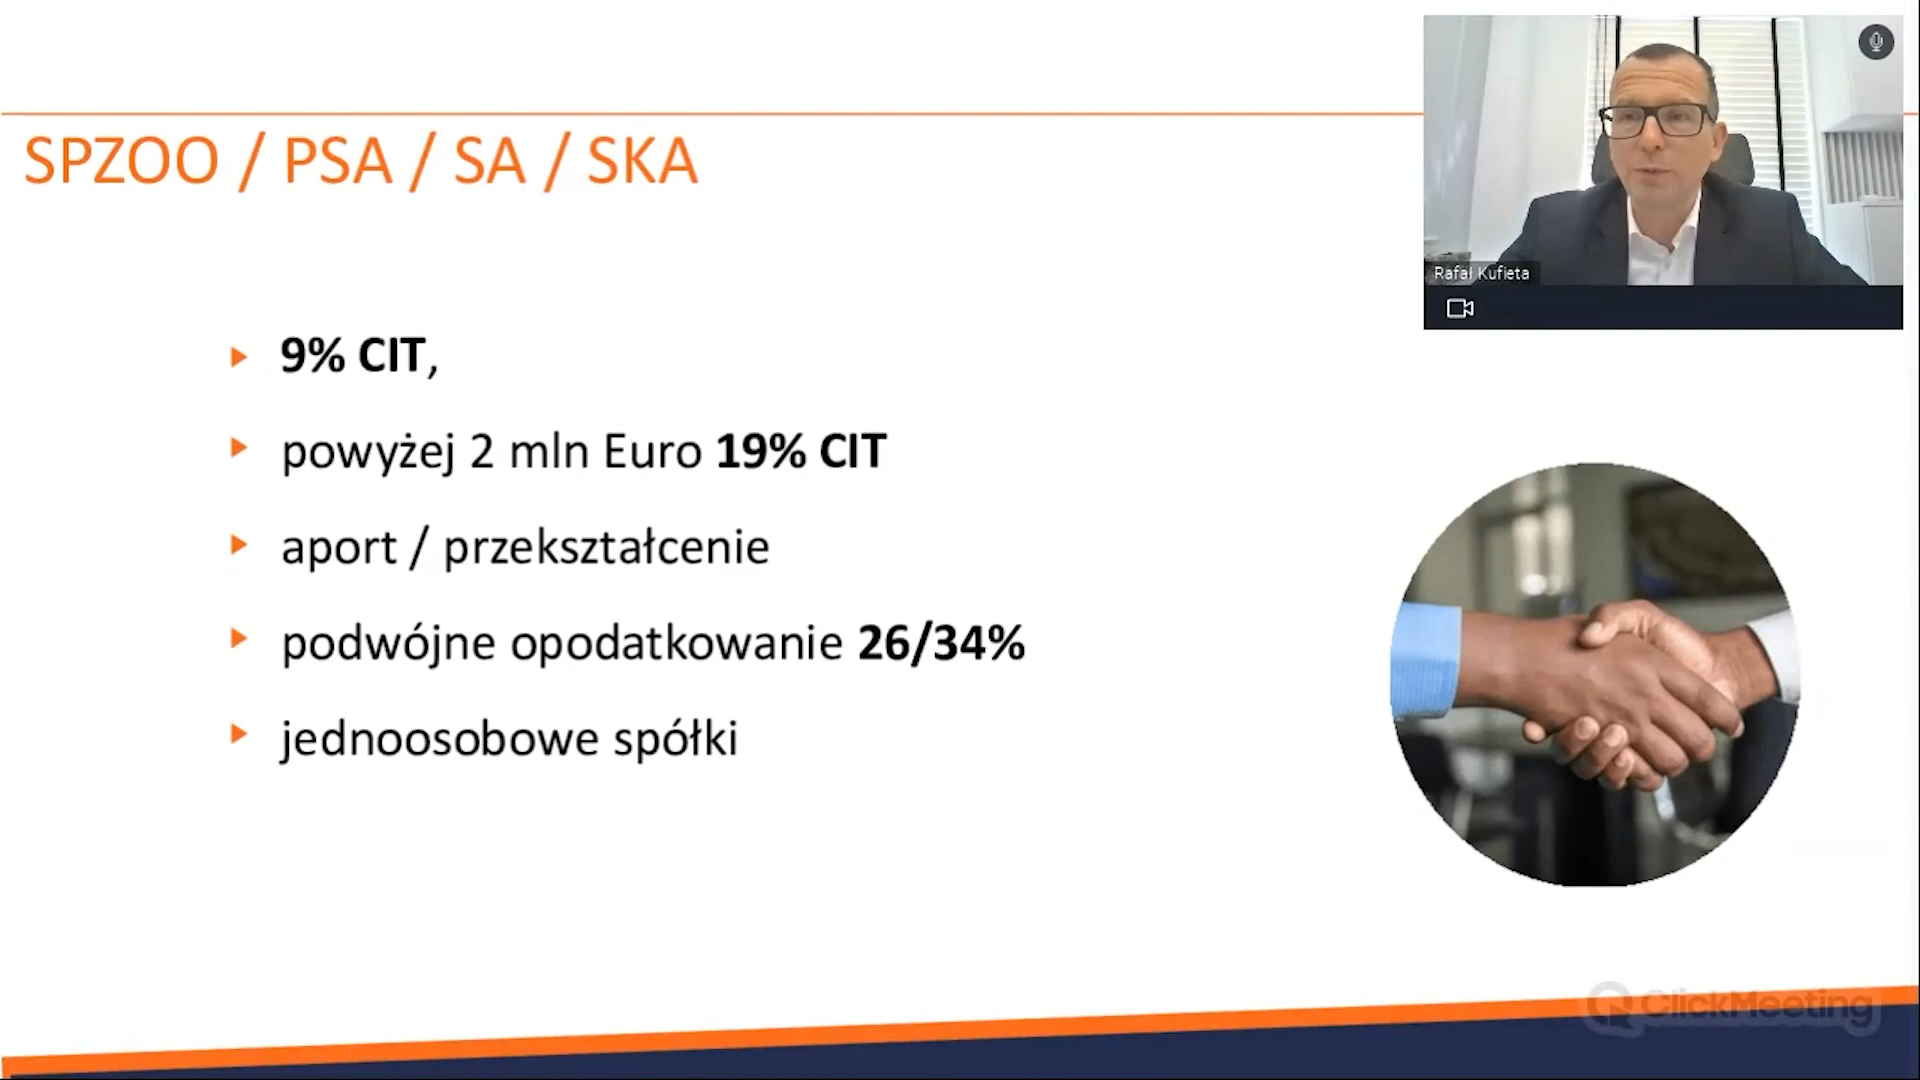 SPZOO / PSA / SA / SKA
9% CIT,
powyżej 2 mln Euro 19% CIT
aport / przekształcenie
podwójne opodatkowanie 26/34%
jednoosobowe spółki
Rafał Kufieta
ClickMeeting